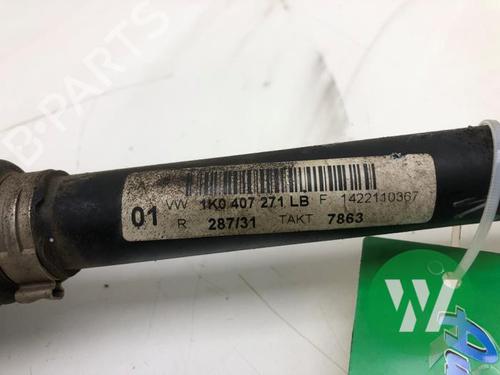 B-PARTS
01 VW 1K0 407 271 LB F 1422110367
R 287/31 TAKT 7863
W